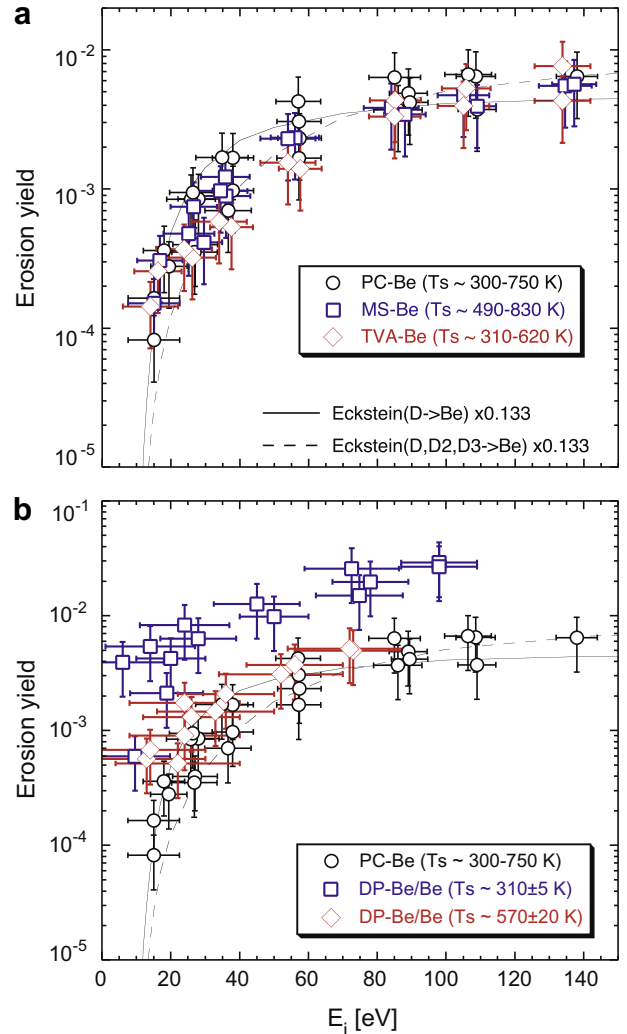 a
10^-2
10^-3
10^-4
10^-5
Erosion yield
PC-Be (Ts ~ 300-750 K)
MS-Be (Ts ~ 490-830 K)
TVA-Be (Ts ~ 310-620 K)
Eckstein(D->Be) x0.133
Eckstein(D,D2,D3->Be) x0.133
b
10^-1
10^-2
10^-3
10^-4
10^-5
Erosion yield
PC-Be (Ts ~ 300-750 K)
DP-Be/Be (Ts ~ 310±5 K)
DP-Be/Be (Ts ~ 570±20 K)
0 20 40 60 80 100 120 140
E_i [eV]